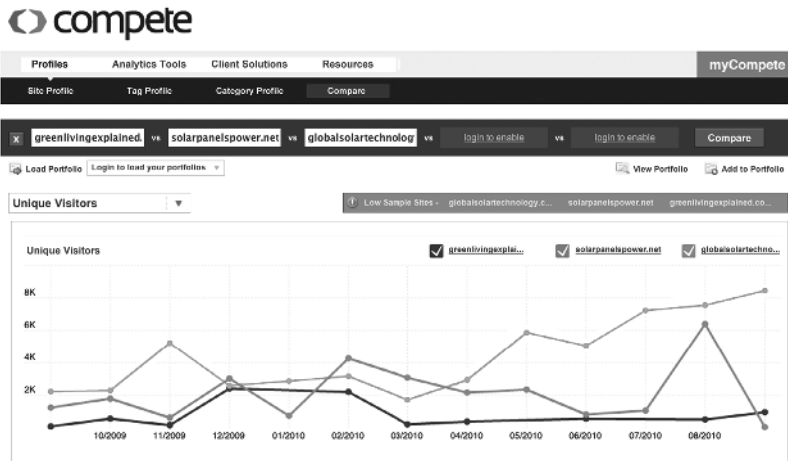 compete
Profiles Analytics Tools Client Solutions Resources myCompete
Site Profile Tag Profile Category Profile Compare
x greenlivingexplained. vs solarpanelspower.net vs globalsolartechnolog vs login to enable vs login to enable Compare
Load Portfolio Login to load your portfolios View Portfolio Add to Portfolio
Unique Visitors Low Sample Sites - globalsolartechnology.c... solarpanelspower.net greenlivingexplained.co...
Unique Visitors greenlivingexplai... solarpanelspower.net globalsolartechno...
8K
6K
4K
2K
10/2009 11/2009 12/2009 01/2010 02/2010 03/2010 04/2010 05/2010 06/2010 07/2010 08/2010